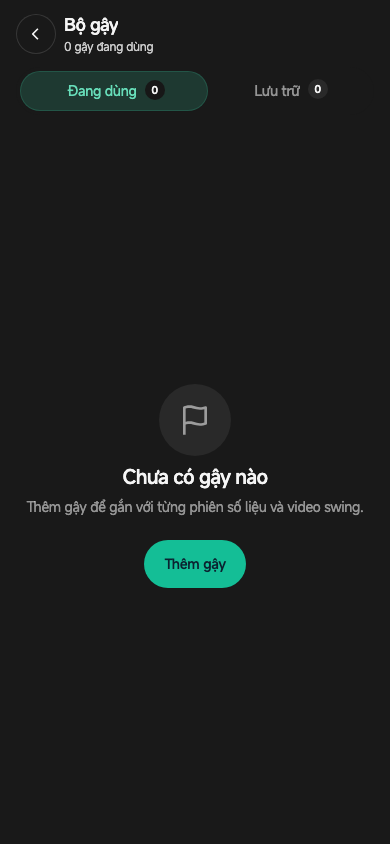 Bộ gậy
0 gậy đang dùng
Đang dùng 0
Lưu trữ 0
Chưa có gậy nào
Thêm gậy để gắn với từng phiên số liệu và video swing.
Thêm gậy